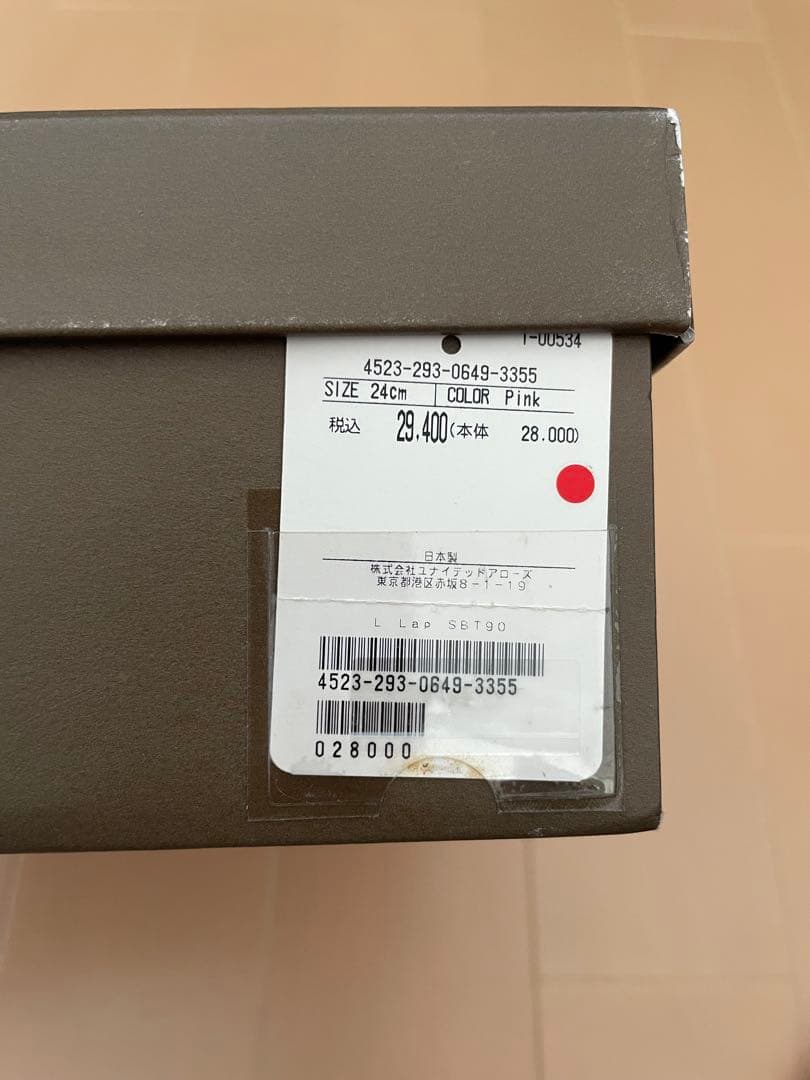 1-00534
4523-293-0649-3355
SIZE 24cm COLOR Pink
税込 29,400(本体 28.000)
日本製
株式会社ユナイテッドアローズ
東京都港区赤坂8-1-19
L Lap SBT90
4523-293-0649-3355
028000